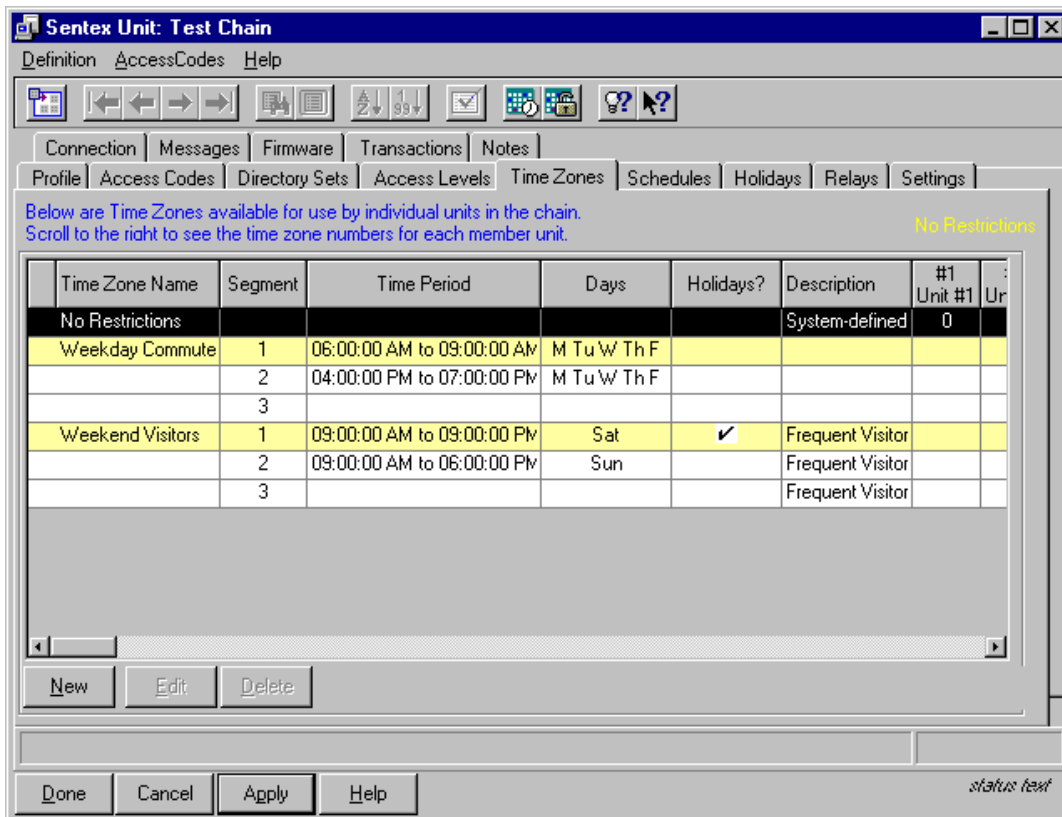 Sentex Unit: Test Chain
Definition AccessCodes Help
Connection Messages Firmware Transactions Notes
Profile Access Codes Directory Sets Access Levels Time Zones Schedules Holidays Relays Settings
Below are Time Zones available for use by individual units in the chain.
Scroll to the right to see the time zone numbers for each member unit.
No Restrictions
Time Zone Name Segment Time Period Days Holidays? Description #1 Unit #1
No Restrictions System-defined 0
Weekday Commute 1 06:00:00 AM to 09:00:00 AM M Tu W Th F
2 04:00:00 PM to 07:00:00 PM M Tu W Th F
3
Weekend Visitors 1 09:00:00 AM to 09:00:00 PM Sat ✔ Frequent Visitor
2 09:00:00 AM to 06:00:00 PM Sun Frequent Visitor
3 Frequent Visitor
New Edit Delete
Done Cancel Apply Help
status text